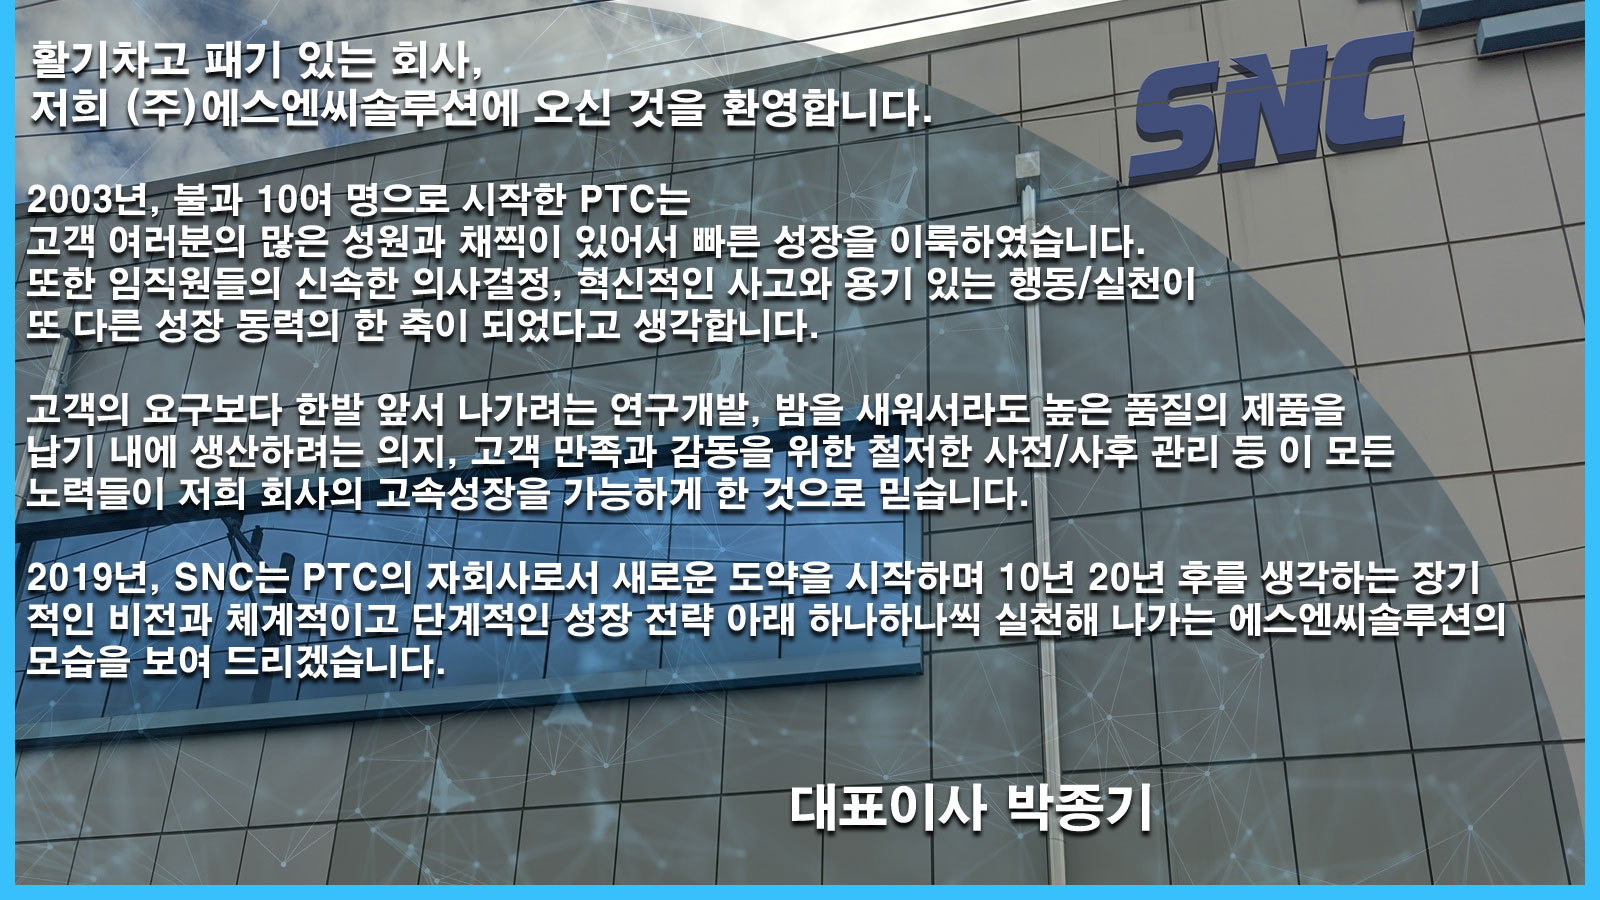 활기차고 패기 있는 회사,
저희 (주)에스엔씨솔루션에 오신 것을 환영합니다.
SNC
2003년, 불과 10여 명으로 시작한 PTC는
고객 여러분의 많은 성원과 채찍이 있어서 빠른 성장을 이룩하였습니다.
또한 임직원들의 신속한 의사결정, 혁신적인 사고와 용기 있는 행동/실천이
또 다른 성장 동력의 한 축이 되었다고 생각합니다.
고객의 요구보다 한발 앞서 나가려는 연구개발, 밤을 새워서라도 높은 품질의 제품을
납기 내에 생산하려는 의지, 고객 만족과 감동을 위한 철저한 사전/사후 관리 등 이 모든
노력들이 저희 회사의 고속성장을 가능하게 한 것으로 믿습니다.
2019년, SNC는 PTC의 자회사로서 새로운 도약을 시작하며 10년 20년 후를 생각하는 장기
적인 비전과 체계적이고 단계적인 성장 전략 아래 하나하나씩 실천해 나가는 에스엔씨솔루션의
모습을 보여 드리겠습니다.
대표이사 박종기